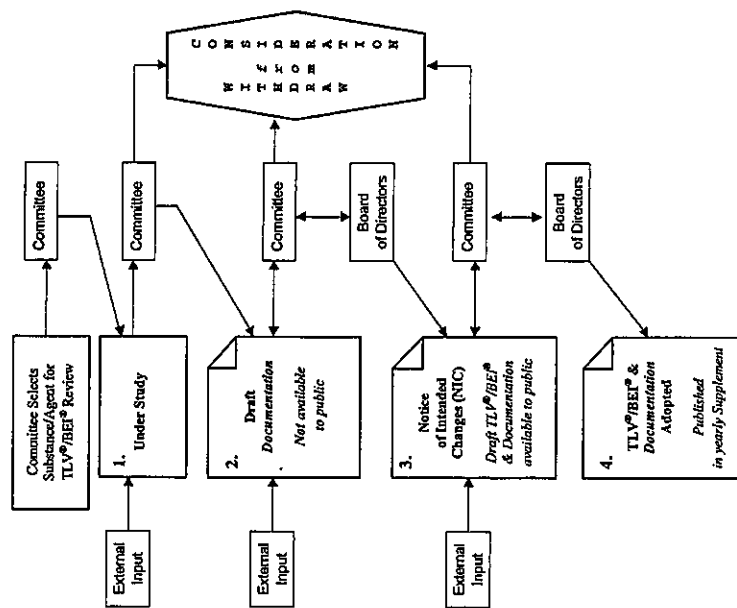 Committee Selects
Substance/Agent for
TLV®/BEI® Review
Committee
External
Input
1.
Under Study
Committee
External
Input
2.
Draft
Documentation
Not available
to public
Committee
Board
of Directors
External
Input
3.
Notice
of Intended
Changes (NIC)
Draft TLV®/BEI®
& Documentation
available to public
Committee
Board
of Directors
4.
TLV®/BEI® &
Documentation
Adopted
Published
in yearly Supplement
WITHDRAW
from
CONSIDERATION